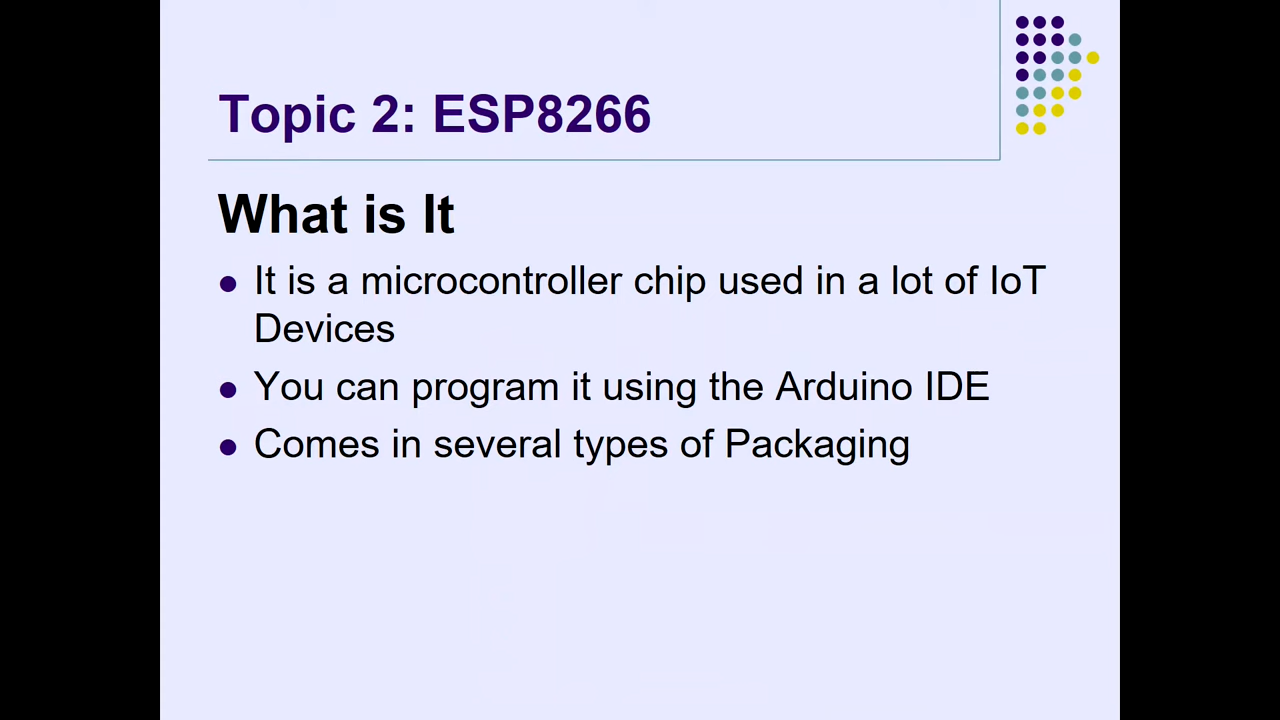 Topic 2: ESP8266
What is It
It is a microcontroller chip used in a lot of IoT
Devices
You can program it using the Arduino IDE
Comes in several types of Packaging